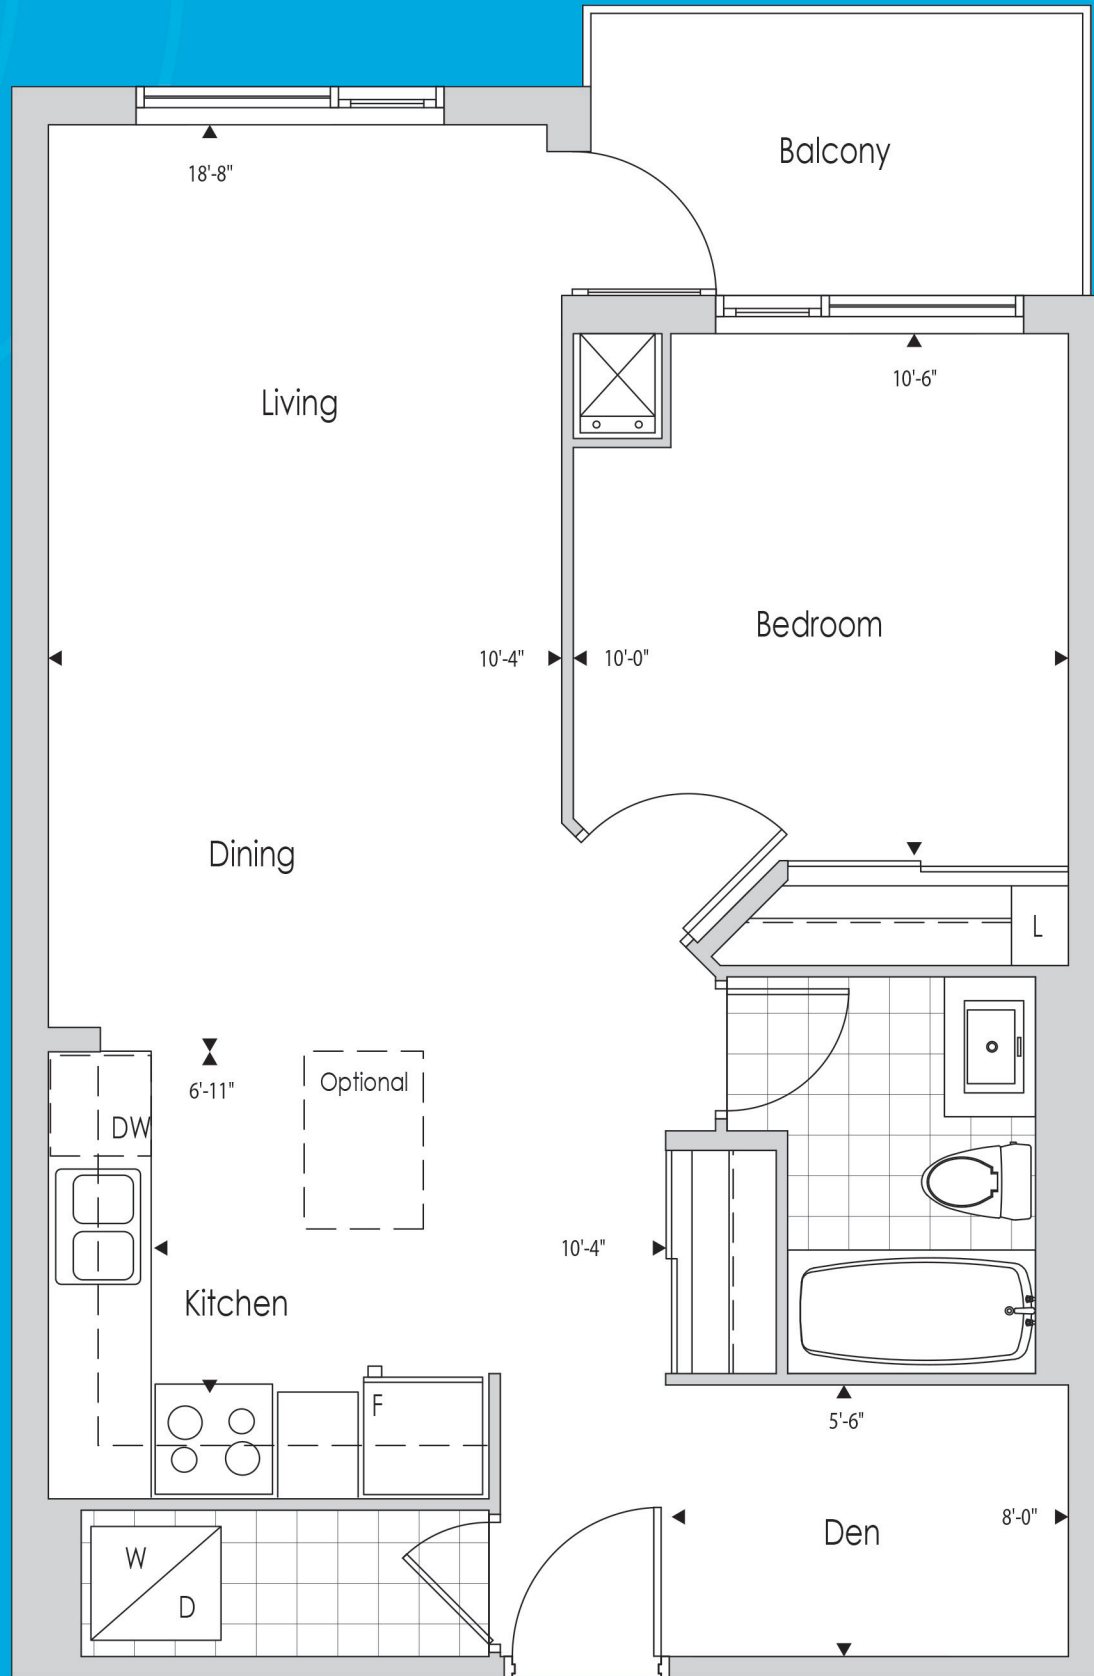 Balcony
18'-8"
10'-6"
Living
Bedroom
10'-4"
10'-0"
Dining
L
6'-11"
Optional
DW
10'-4"
Kitchen
F
5'-6"
8'-0"
Den
W
D